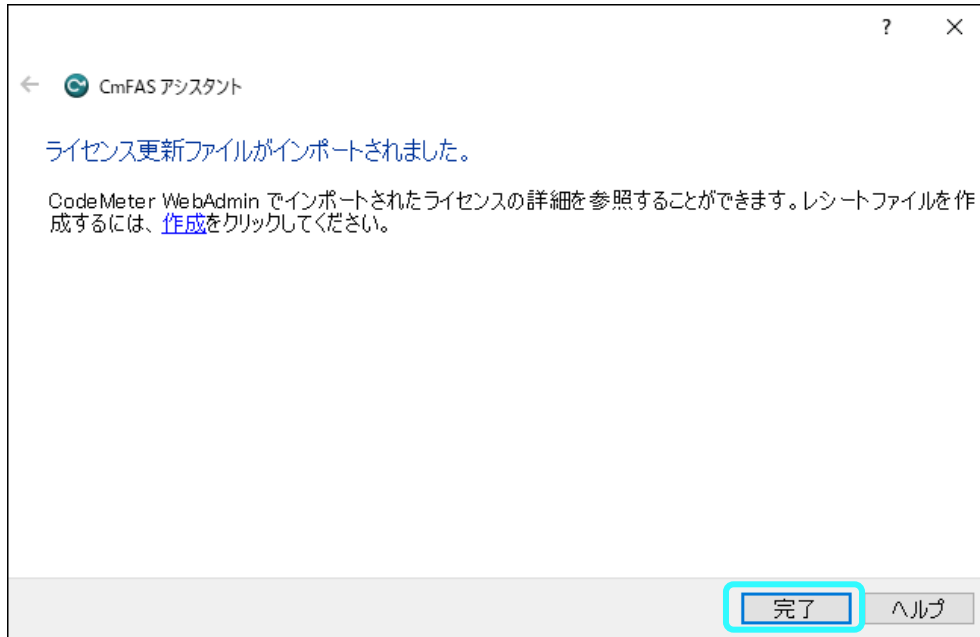 ?
CmFAS アシスタント
ライセンス更新ファイルがインポートされました。
CodeMeter WebAdmin でインポートされたライセンスの詳細を参照することができます。レシートファイルを作
成するには、 作成をクリックしてください。
完了
ヘルプ